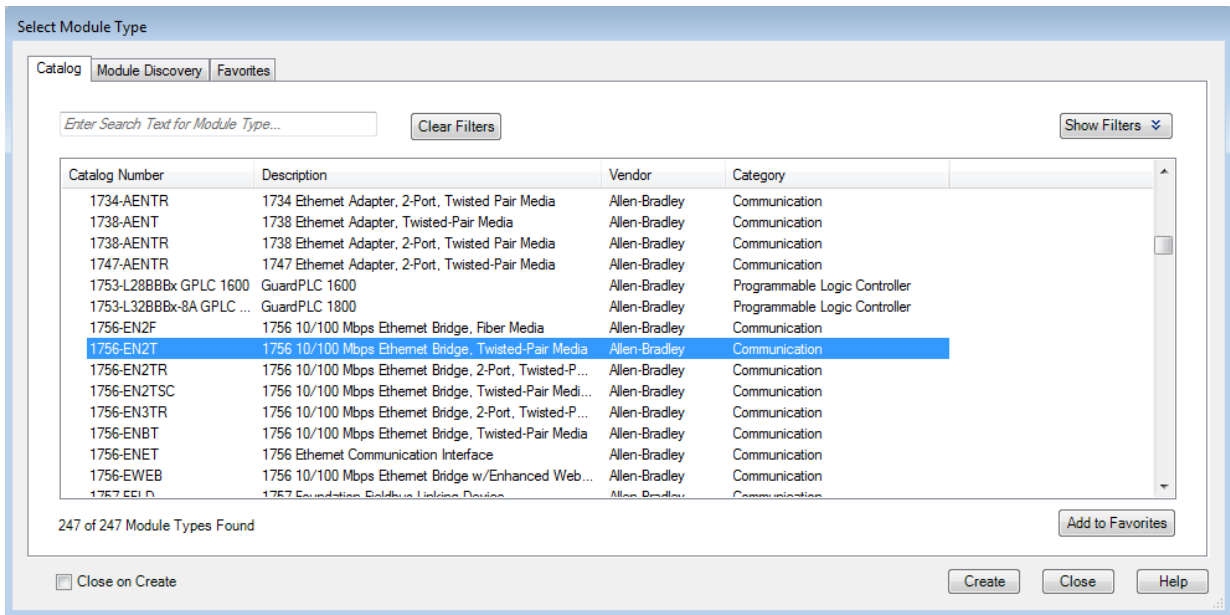 Select Module Type
Catalog Module Discovery Favorites
Enter Search Text for Module Type... Clear Filters Show Filters
Catalog Number Description Vendor Category
1734-AENTR 1734 Ethernet Adapter, 2-Port, Twisted Pair Media Allen-Bradley Communication
1738-AENT 1738 Ethernet Adapter, Twisted-Pair Media Allen-Bradley Communication
1738-AENTR 1738 Ethernet Adapter, 2-Port, Twisted Pair Media Allen-Bradley Communication
1747-AENTR 1747 Ethernet Adapter, 2-Port, Twisted-Pair Media Allen-Bradley Communication
1753-L28BBBx GPLC 1600 GuardPLC 1600 Allen-Bradley Programmable Logic Controller
1753-L32BBBx-8A GPLC ... GuardPLC 1800 Allen-Bradley Programmable Logic Controller
1756-EN2F 1756 10/100 Mbps Ethernet Bridge, Fiber Media Allen-Bradley Communication
1756-EN2T 1756 10/100 Mbps Ethernet Bridge, Twisted-Pair Media Allen-Bradley Communication
1756-EN2TR 1756 10/100 Mbps Ethernet Bridge, 2-Port, Twisted-P... Allen-Bradley Communication
1756-EN2TSC 1756 10/100 Mbps Ethernet Bridge, Twisted-Pair Medi... Allen-Bradley Communication
1756-EN3TR 1756 10/100 Mbps Ethernet Bridge, 2-Port, Twisted-P... Allen-Bradley Communication
1756-ENBT 1756 10/100 Mbps Ethernet Bridge, Twisted-Pair Media Allen-Bradley Communication
1756-ENET 1756 Ethernet Communication Interface Allen-Bradley Communication
1756-EWEB 1756 10/100 Mbps Ethernet Bridge w/Enhanced Web... Allen-Bradley Communication
1757-FFLD 1757 Foundation Fieldbus Linking Device Allen-Bradley Communication
247 of 247 Module Types Found Add to Favorites
Close on Create Create Close Help